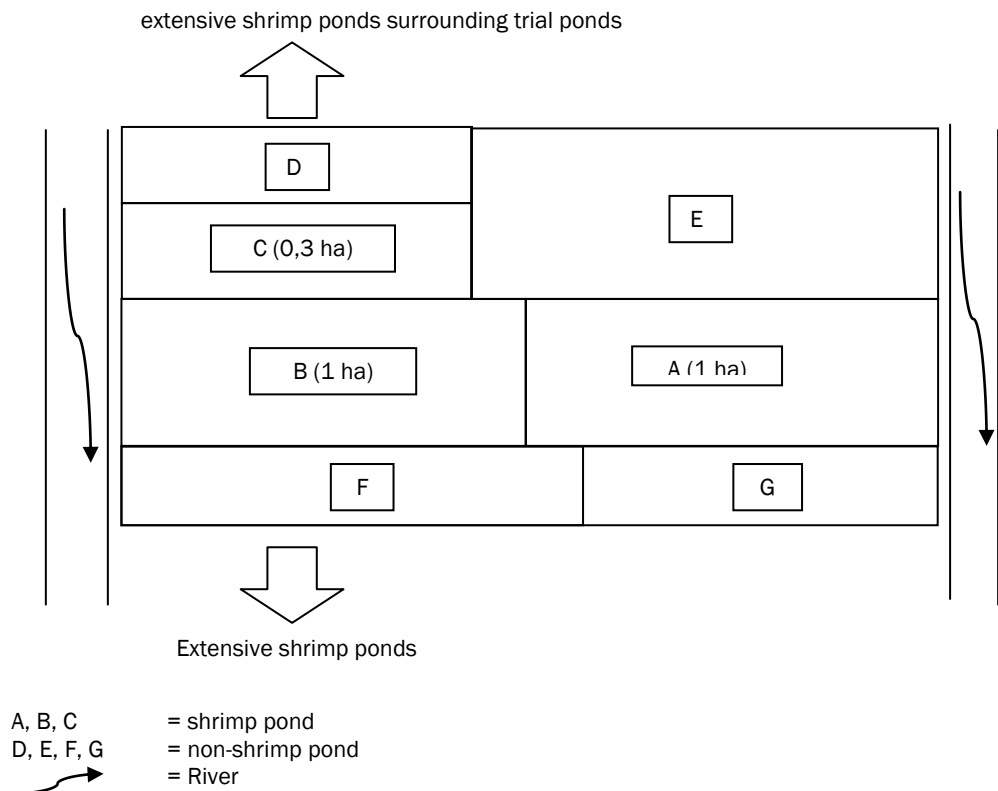 extensive shrimp ponds surrounding trial ponds
D
E
C (0,3 ha)
B (1 ha)
A (1 ha)
F
G
Extensive shrimp ponds
A, B, C = shrimp pond
D, E, F, G = non-shrimp pond
= River